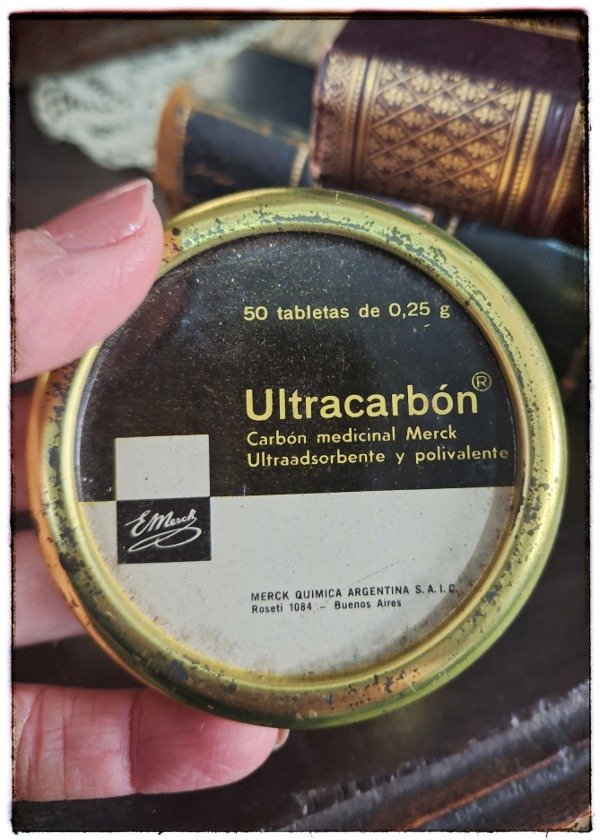 50 tabletas de 0,25 g
Ultracarbón®
Carbón medicinal Merck
Ultraadsorbente y polivalente
E. Merck
MERCK QUIMICA ARGENTINA S. A. I. C.
Roseti 1084 - Buenos Aires